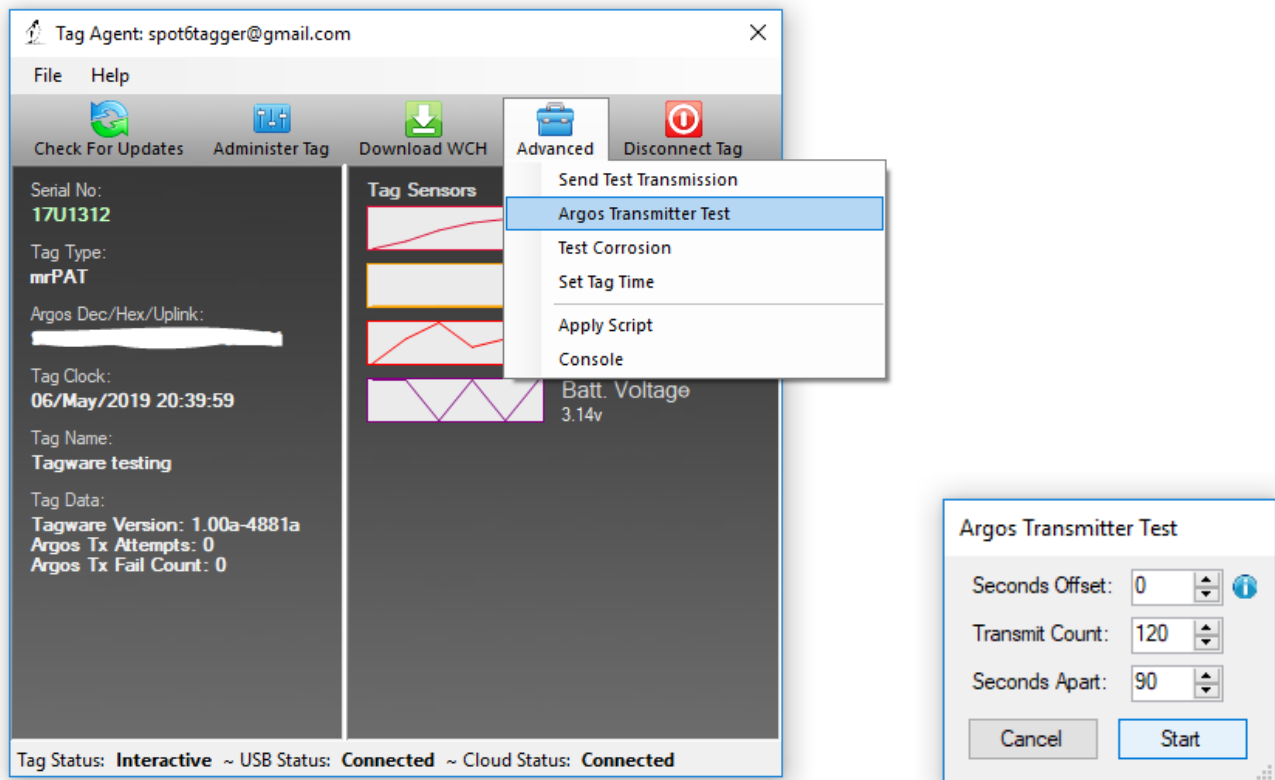 Tag Agent: spot6tagger@gmail.com
File Help
Check For Updates Administer Tag Download WCH Advanced Disconnect Tag
Serial No:
17U1312
Tag Type:
mrPAT
Argos Dec/Hex/Uplink:
Tag Clock:
06/May/2019 20:39:59
Tag Name:
Tagware testing
Tag Data:
Tagware Version: 1.00a-4881a
Argos Tx Attempts: 0
Argos Tx Fail Count: 0
Tag Sensors
Send Test Transmission
Argos Transmitter Test
Test Corrosion
Set Tag Time
Apply Script
Console
Batt. Voltage
3.14v
Tag Status: Interactive ~ USB Status: Connected ~ Cloud Status: Connected
Argos Transmitter Test
Seconds Offset: 0
Transmit Count: 120
Seconds Apart: 90
Cancel Start